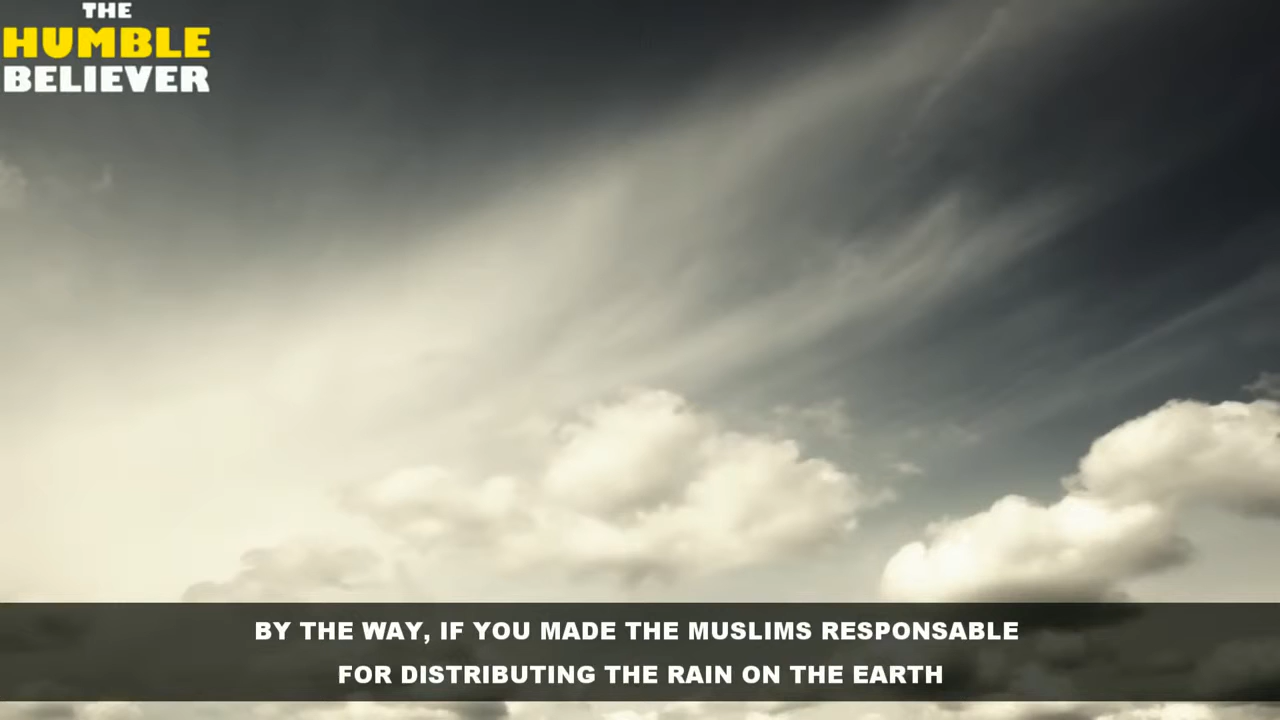 THE
HUMBLE
BELIEVER
BY THE WAY, IF YOU MADE THE MUSLIMS RESPONSABLE
FOR DISTRIBUTING THE RAIN ON THE EARTH